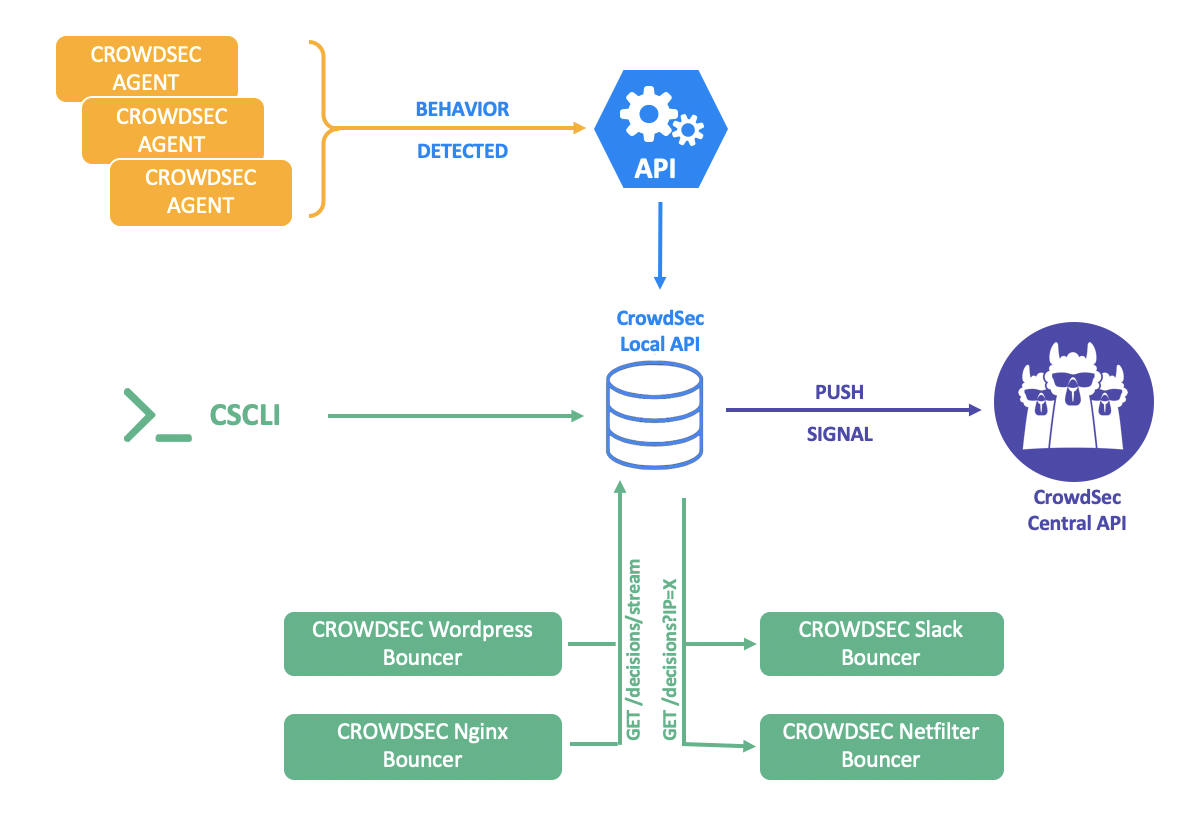 CROWDSEC
AGENT
CROWDSEC
AGENT
CROWDSEC
AGENT
BEHAVIOR
DETECTED
API
CrowdSec
Local API
CSCLI
PUSH
SIGNAL
CrowdSec
Central API
GET /decisions/stream
GET /decisions?IP=X
CROWDSEC Wordpress
Bouncer
CROWDSEC Slack
Bouncer
CROWDSEC Nginx
Bouncer
CROWDSEC Netfilter
Bouncer